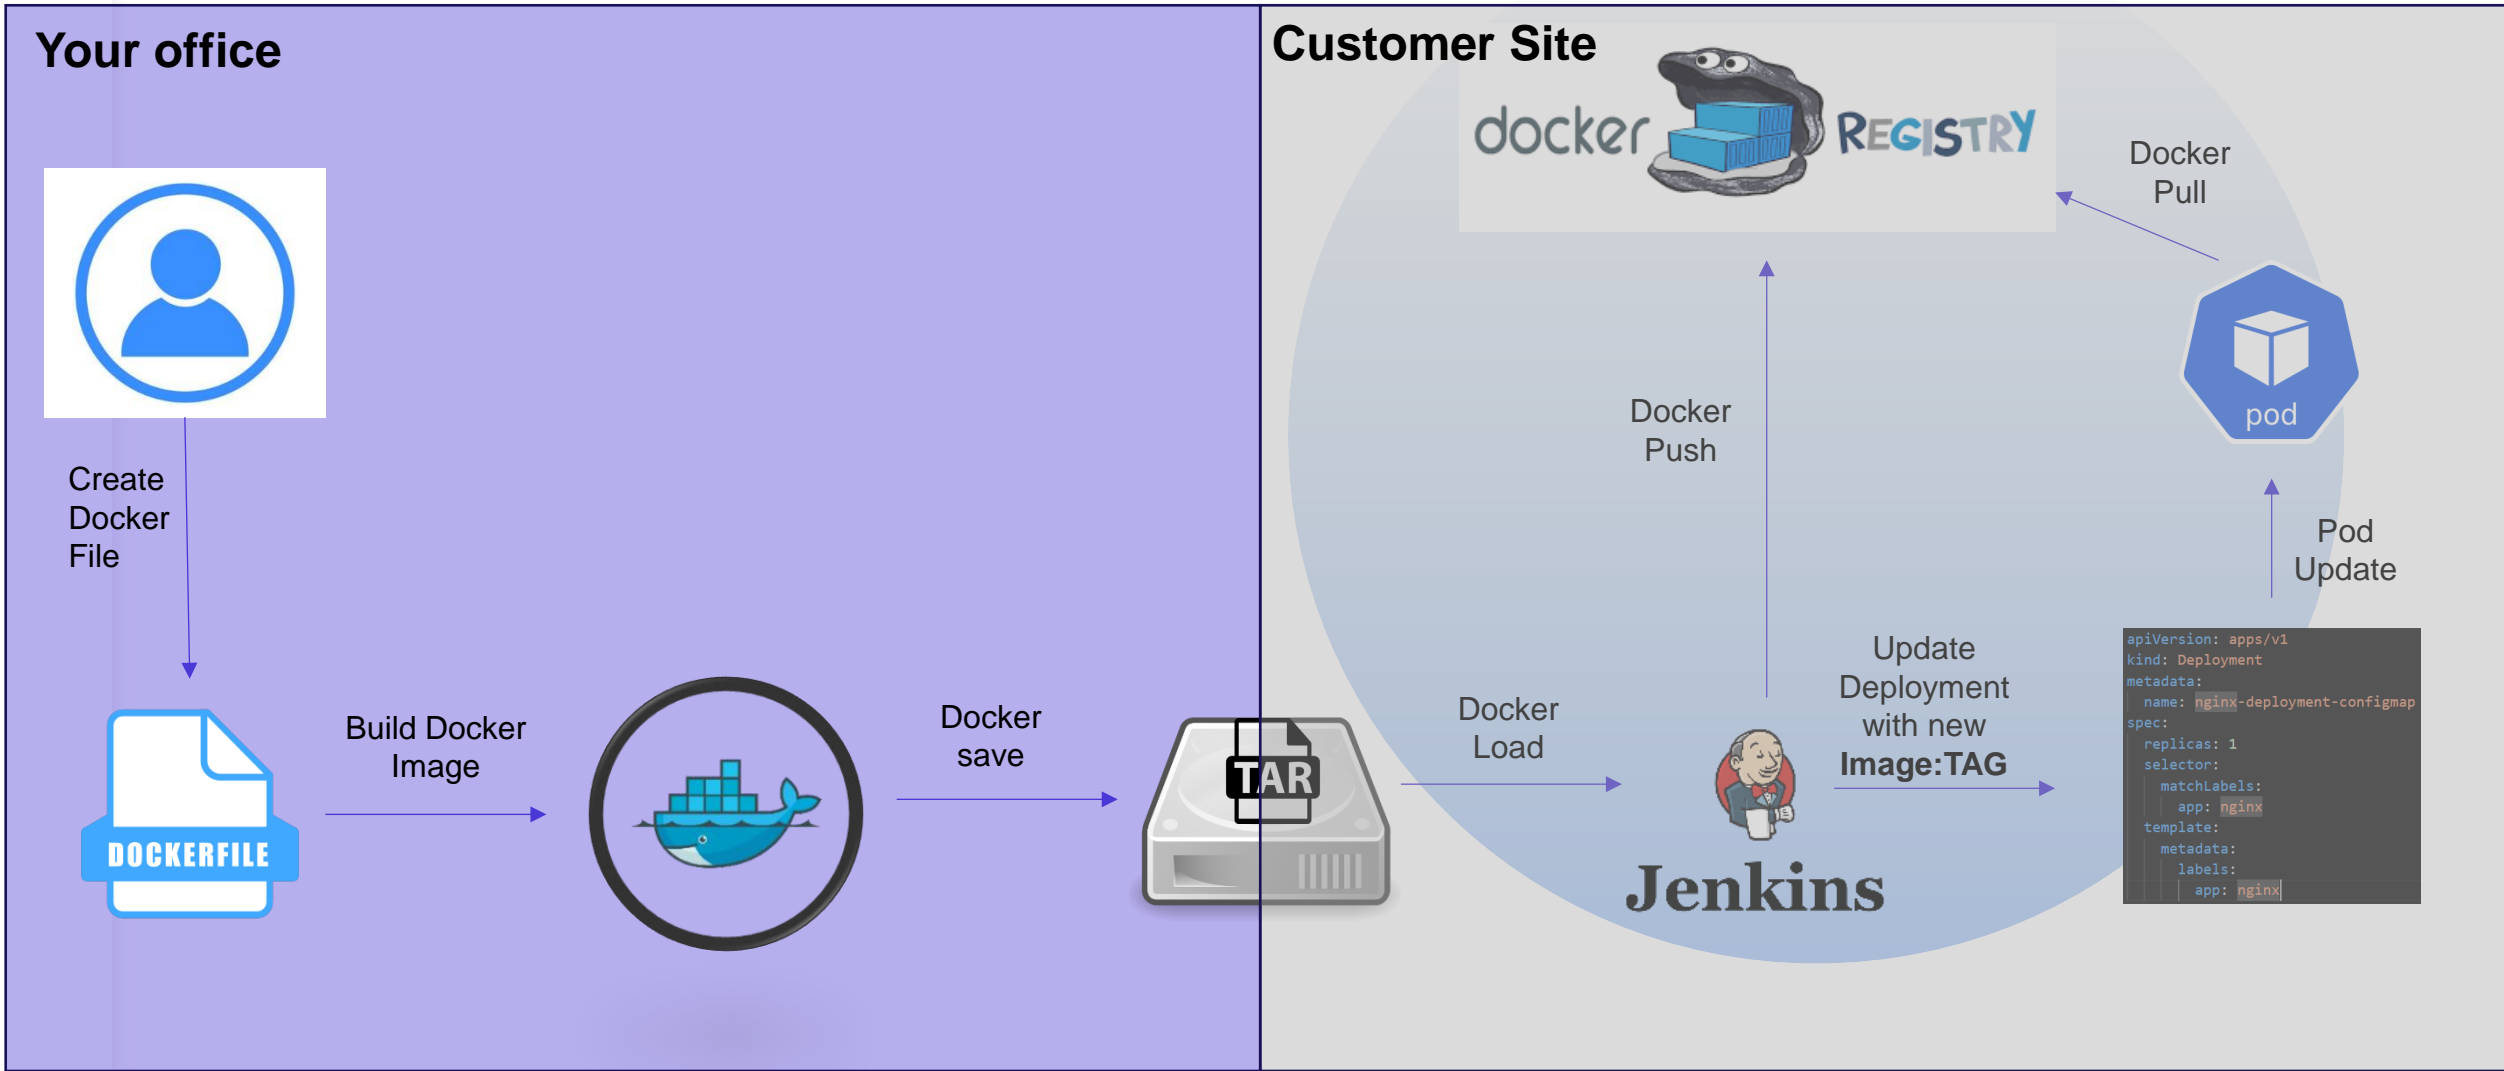 Your office
Customer Site
docker REGISTRY
Docker
Pull
pod
Create
Docker
File
Docker
Push
Pod
Update
DOCKERFILE
Build Docker
Image
Docker
save
TAR
Docker
Load
Jenkins
Update
Deployment
with new
Image:TAG
apiVersion: apps/v1
kind: Deployment
metadata:
  name: nginx-deployment-configmap
spec:
  replicas: 1
  selector:
    matchLabels:
      app: nginx
  template:
    metadata:
      labels:
        app: nginx